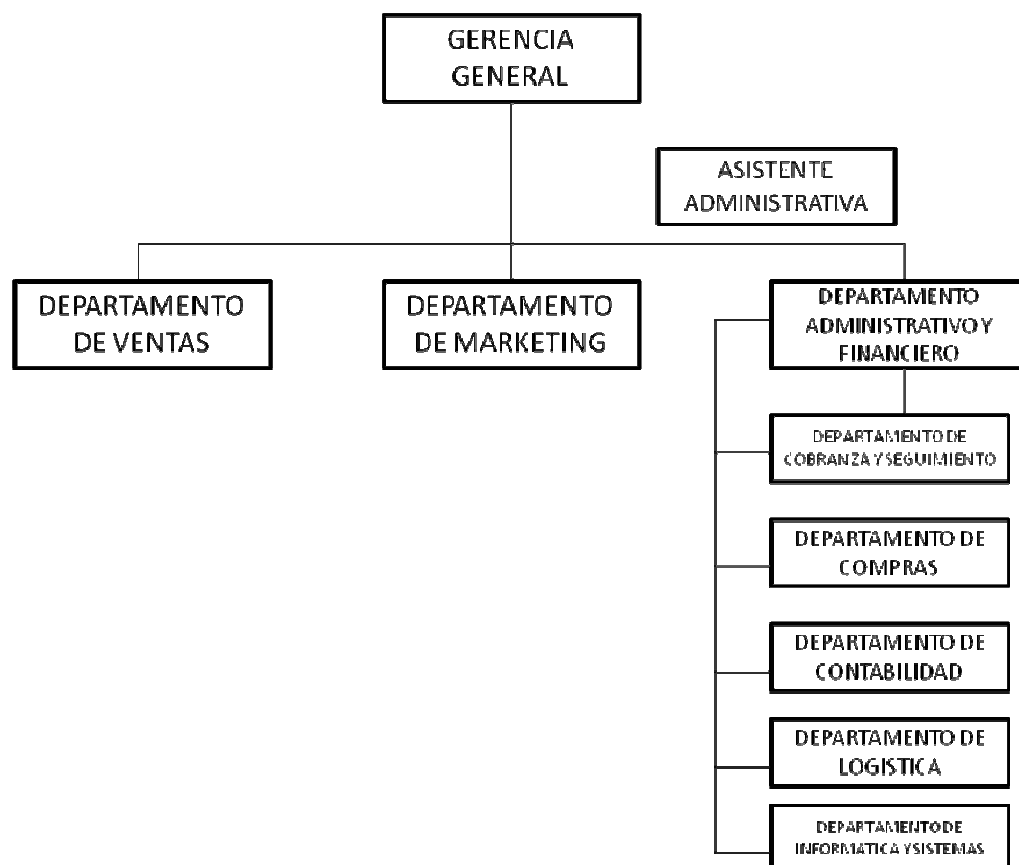 GERENCIA
GENERAL
ASISTENTE
ADMINISTRATIVA
DEPARTAMENTO
DE VENTAS
DEPARTAMENTO
DE MARKETING
DEPARTAMENTO
ADMINISTRATIVO Y
FINANCIERO
DEPARTAMENTO DE
COBRANZA Y SEGUIMIENTO
DEPARTAMENTO DE
COMPRAS
DEPARTAMENTO DE
CONTABILIDAD
DEPARTAMENTO DE
LOGISTICA
DEPARTAMENTO DE
INFORMATICA Y SISTEMAS